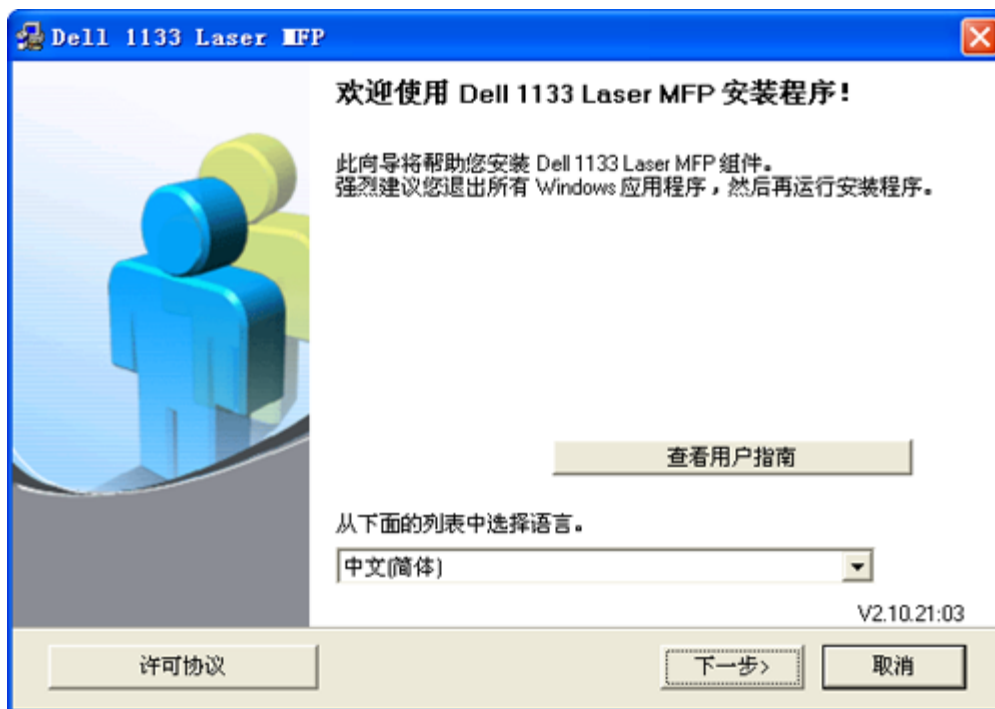 Dell 1133 Laser MFP
欢迎使用 Dell 1133 Laser MFP 安装程序!
此向导将帮助您安装 Dell 1133 Laser MFP 组件。
强烈建议您退出所有 Windows 应用程序，然后再运行安装程序。
查看用户指南
从下面的列表中选择语言。
中文(简体)
V2.10.21:03
许可协议
下一步>
取消